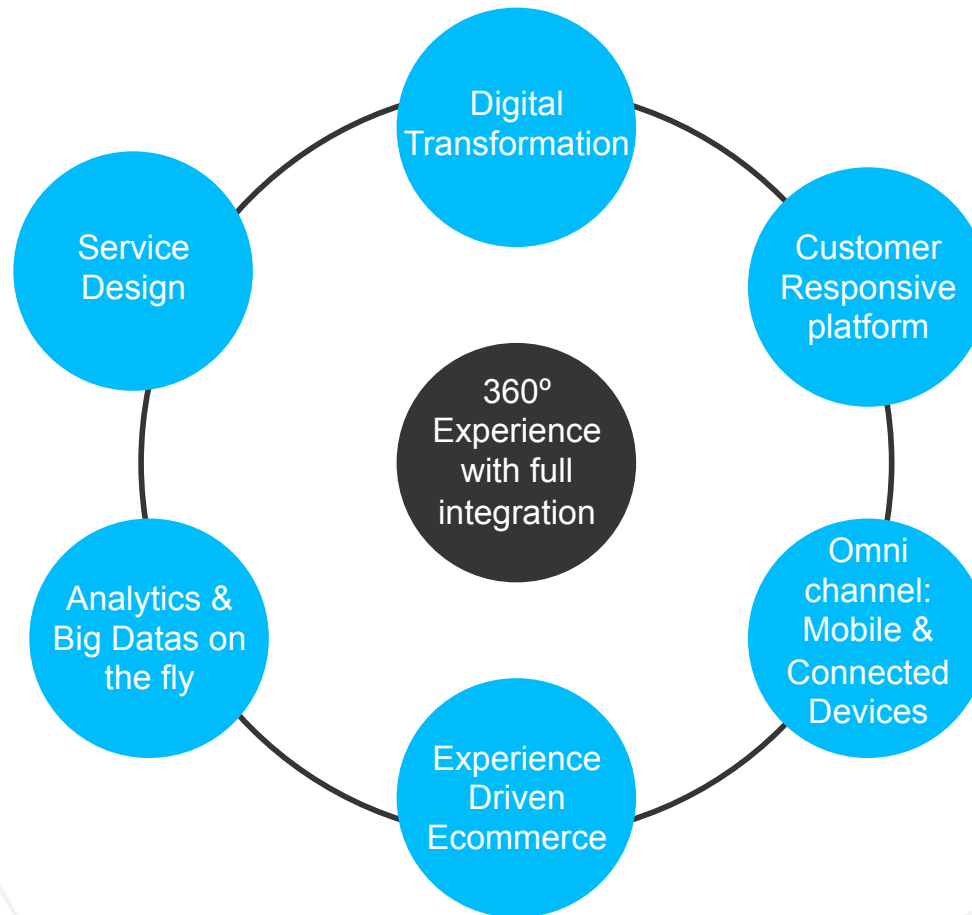 Digital
Transformation
Service
Design
Customer
Responsive
platform
360º
Experience
with full
integration
Analytics &
Big Datas on
the fly
Omni
channel:
Mobile &
Connected
Devices
Experience
Driven
Ecommerce